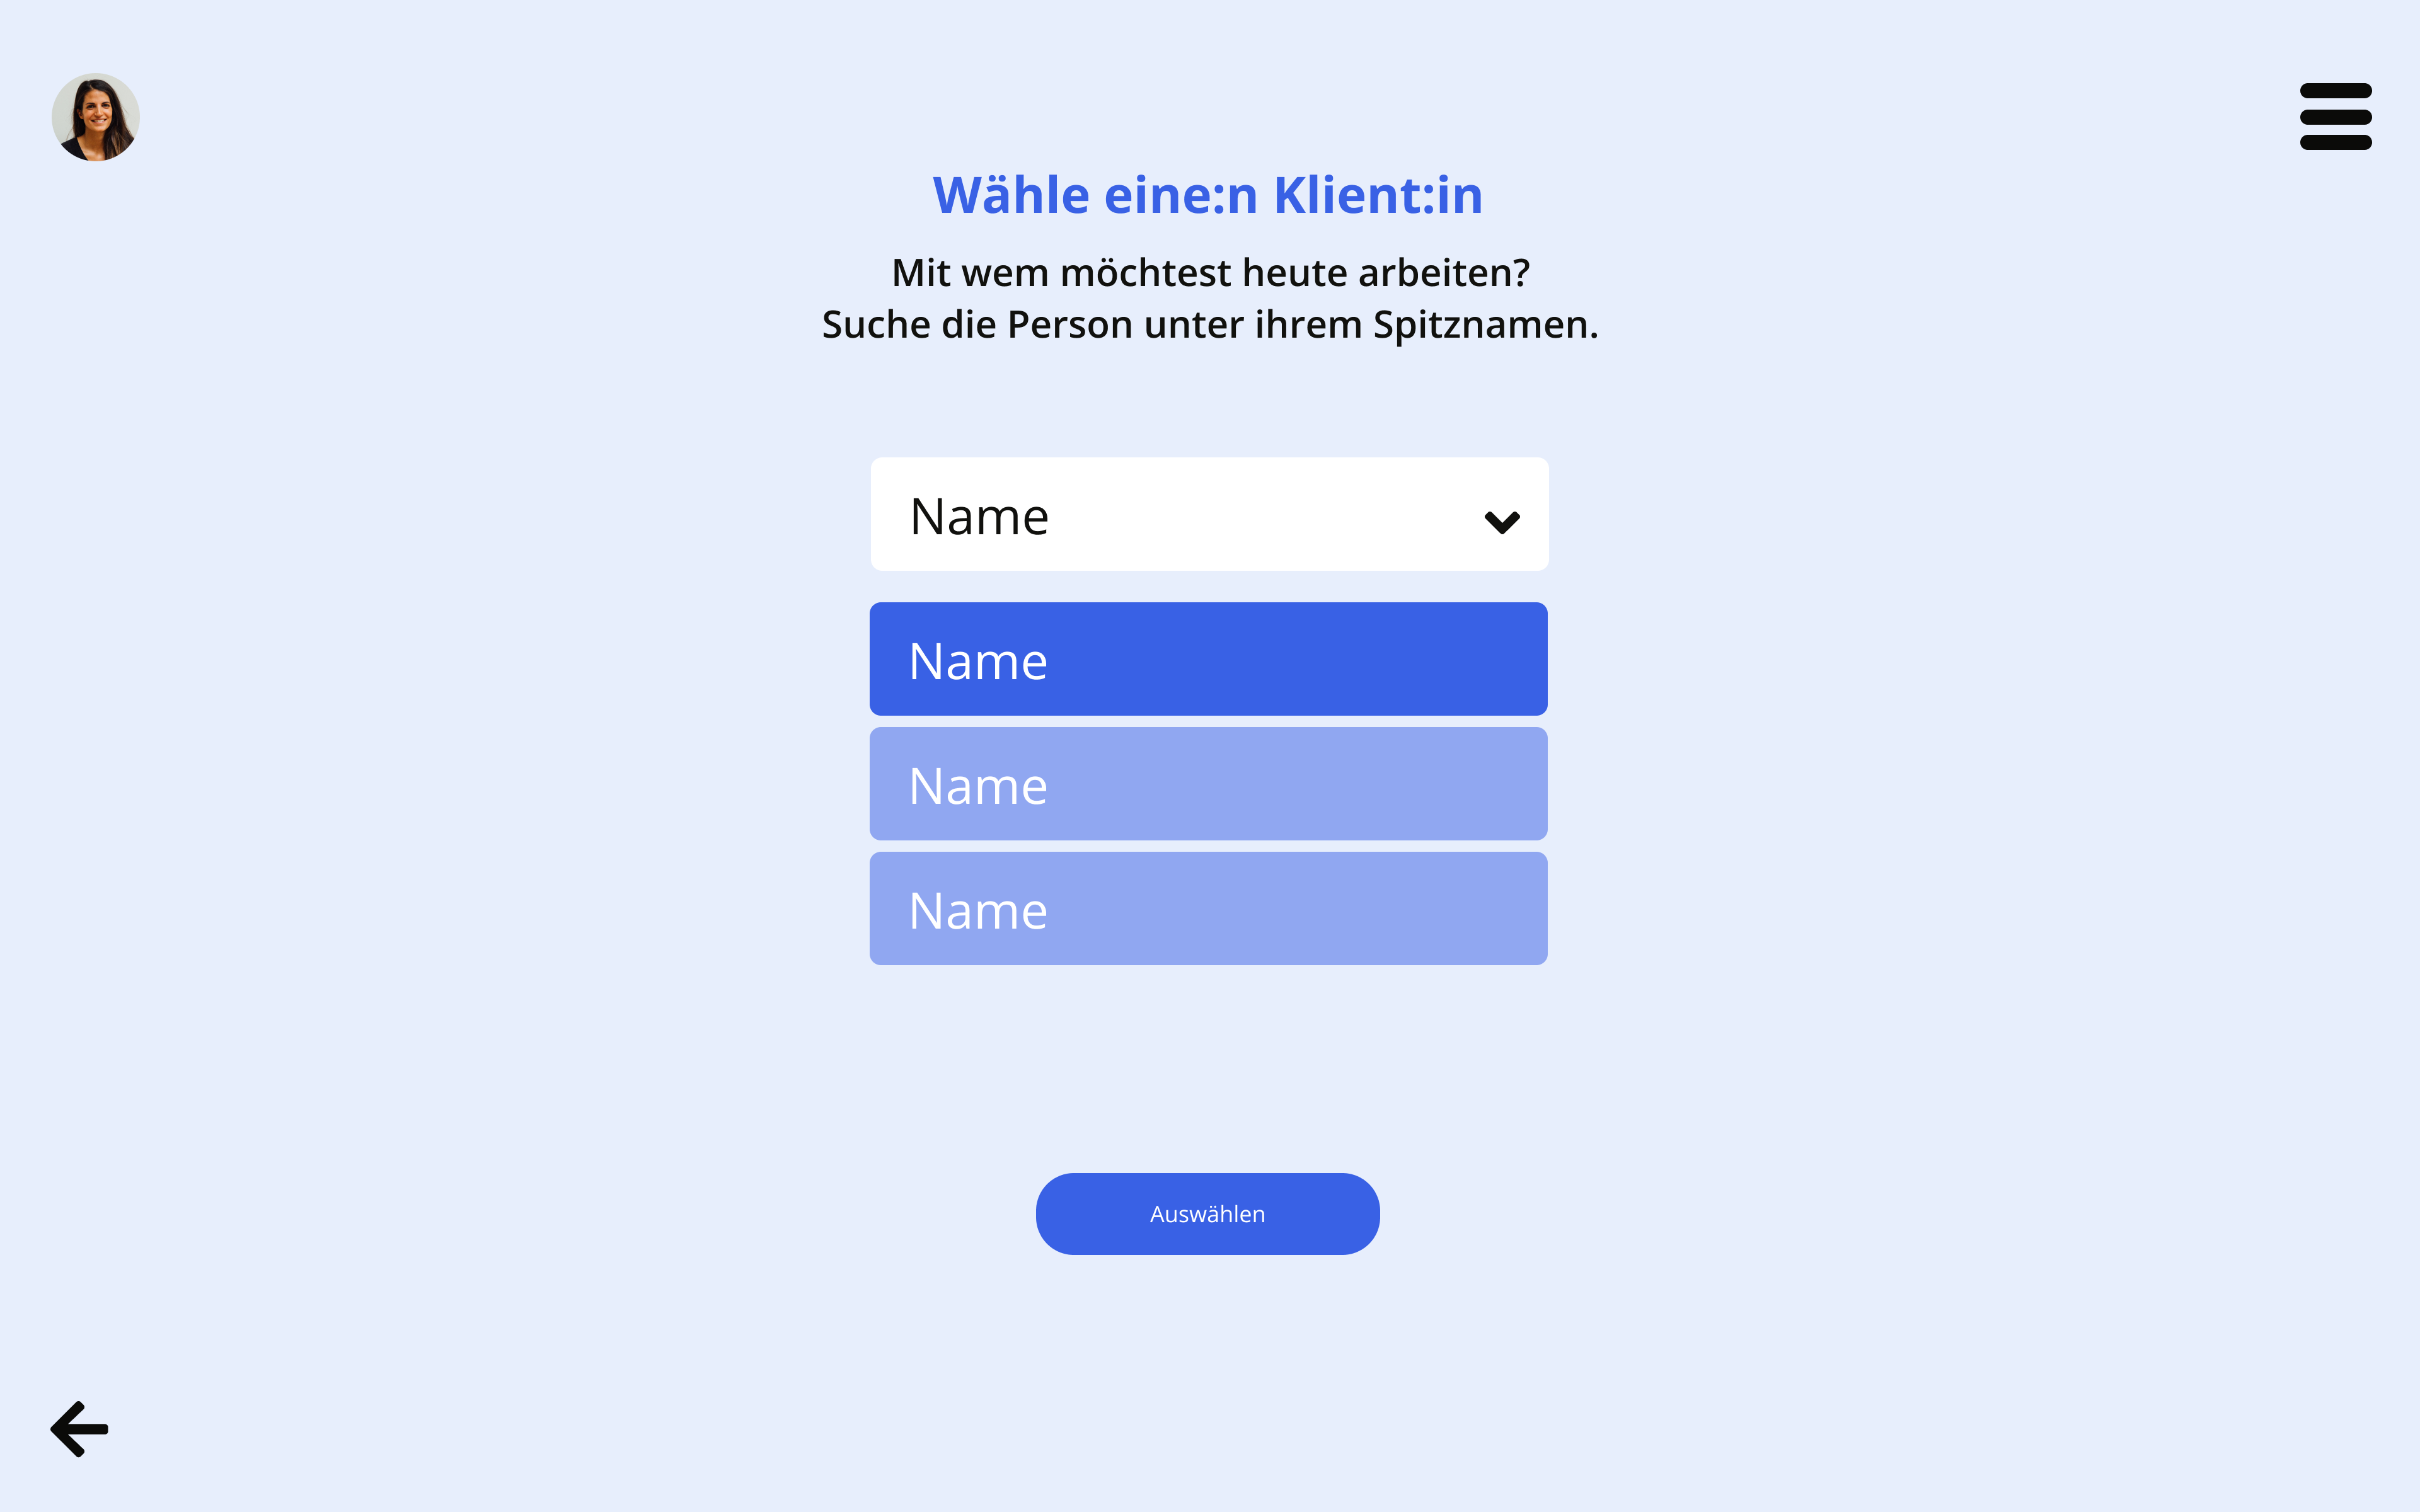 Wähle eine:n Klient:in
Mit wem möchtest heute arbeiten?
Suche die Person unter ihrem Spitznamen.
Name
Name
Name
Name
Auswählen